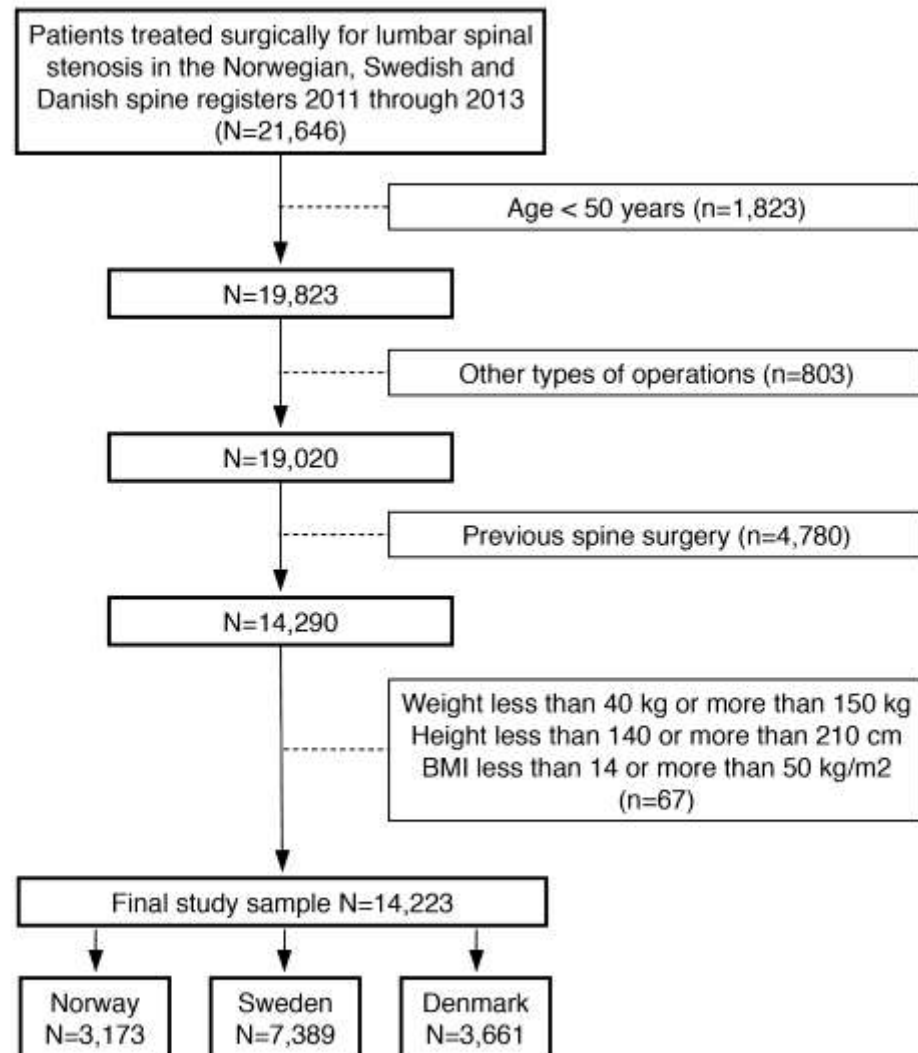 Patients treated surgically for lumbar spinal
stenosis in the Norwegian, Swedish and
Danish spine registers 2011 through 2013
(N=21,646)
Age < 50 years (n=1,823)
N=19,823
Other types of operations (n=803)
N=19,020
Previous spine surgery (n=4,780)
N=14,290
Weight less than 40 kg or more than 150 kg
Height less than 140 or more than 210 cm
BMI less than 14 or more than 50 kg/m2
(n=67)
Final study sample N=14,223
Norway
N=3,173
Sweden
N=7,389
Denmark
N=3,661